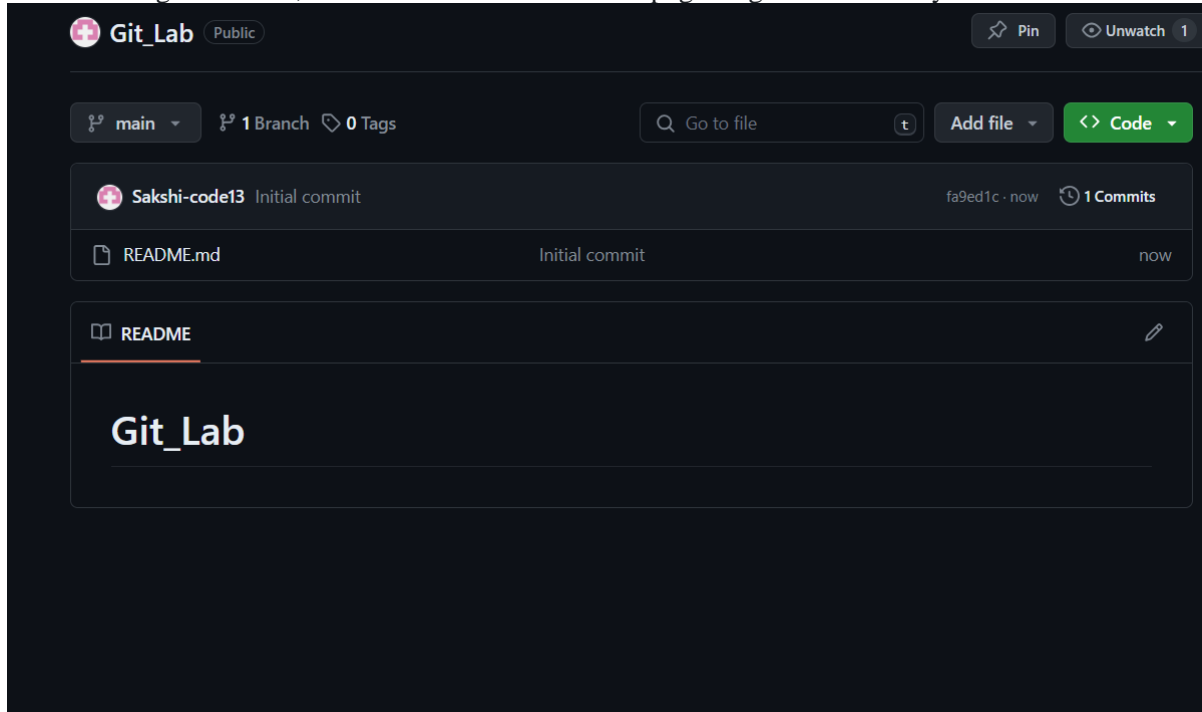 Git_Lab Public Pin Unwatch 1
main 1 Branch 0 Tags Go to file t Add file Code
Sakshi-code13 Initial commit fa9ed1c · now 1 Commits
README.md Initial commit now
README
Git_Lab